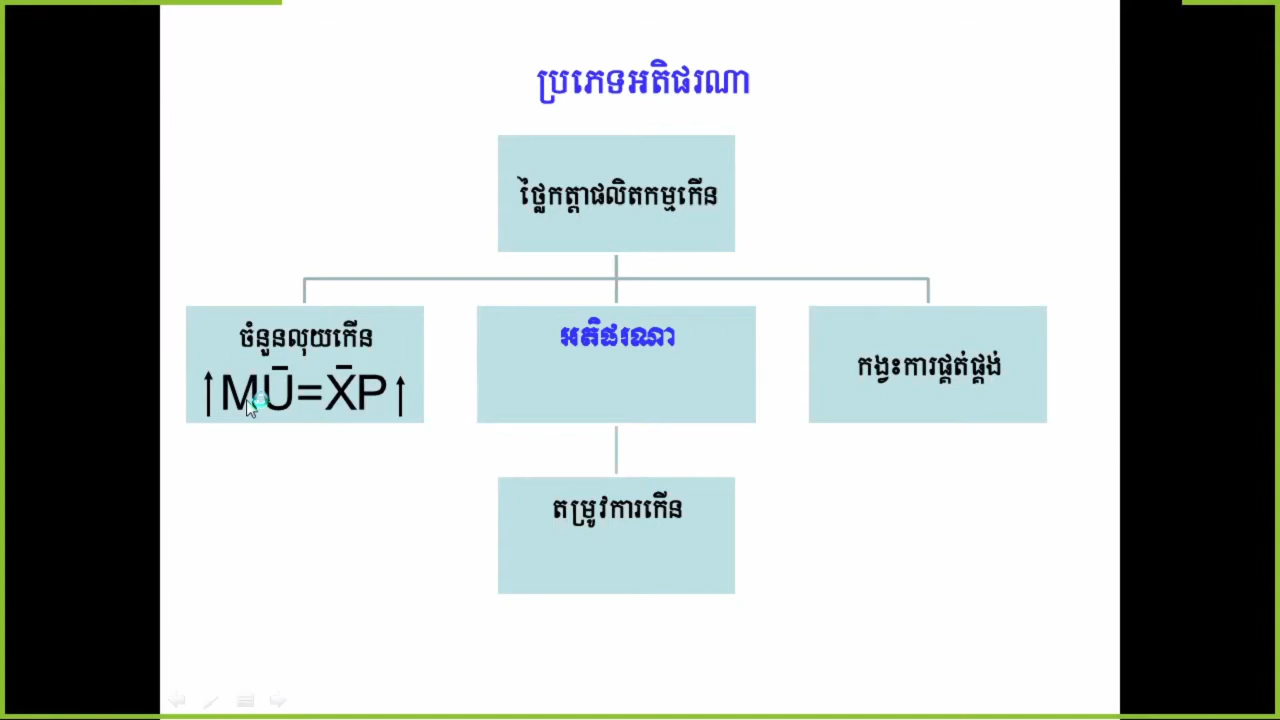 ប្រភេទអតិផរណា
ថ្លៃកត្តាផលិតកម្មកើន
ចំនួនលុយកើន
↑MŪ=X̄P↑
អតិផរណា
កង្វះការផ្គត់ផ្គង់
តម្រូវការកើន